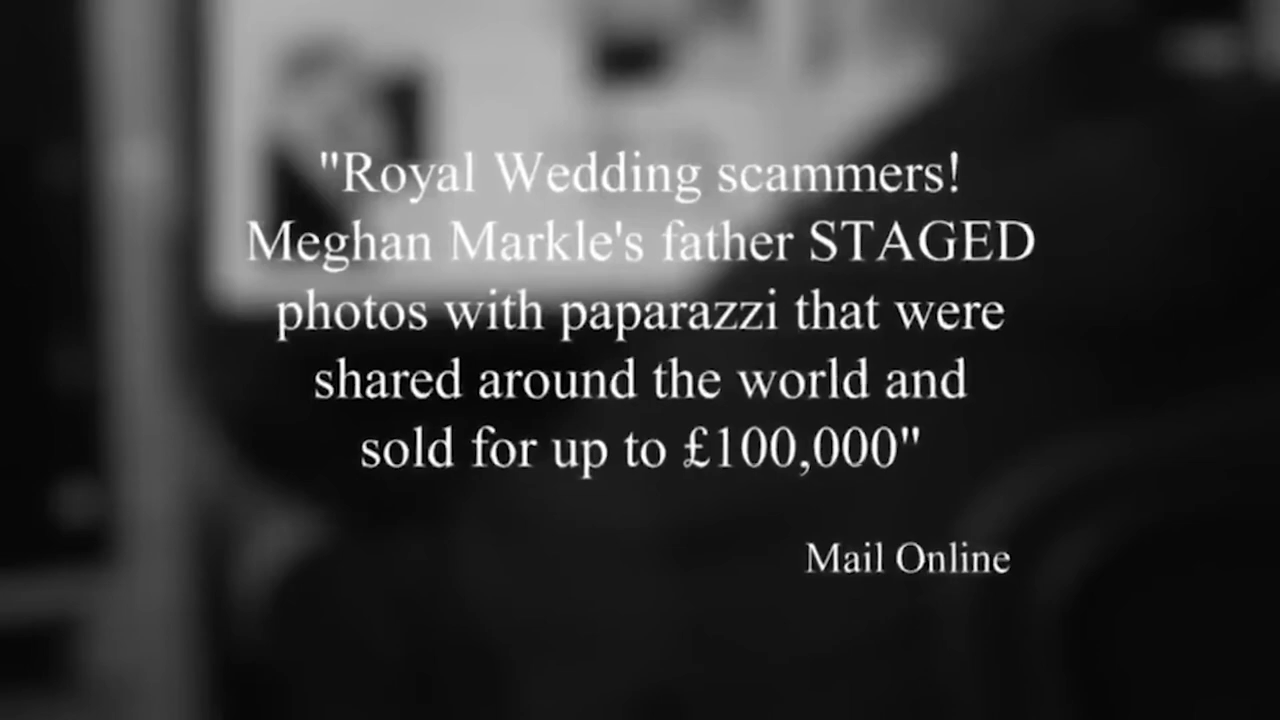 "Royal Wedding scammers!
Meghan Markle's father STAGED
photos with paparazzi that were
shared around the world and
sold for up to £100,000"
Mail Online